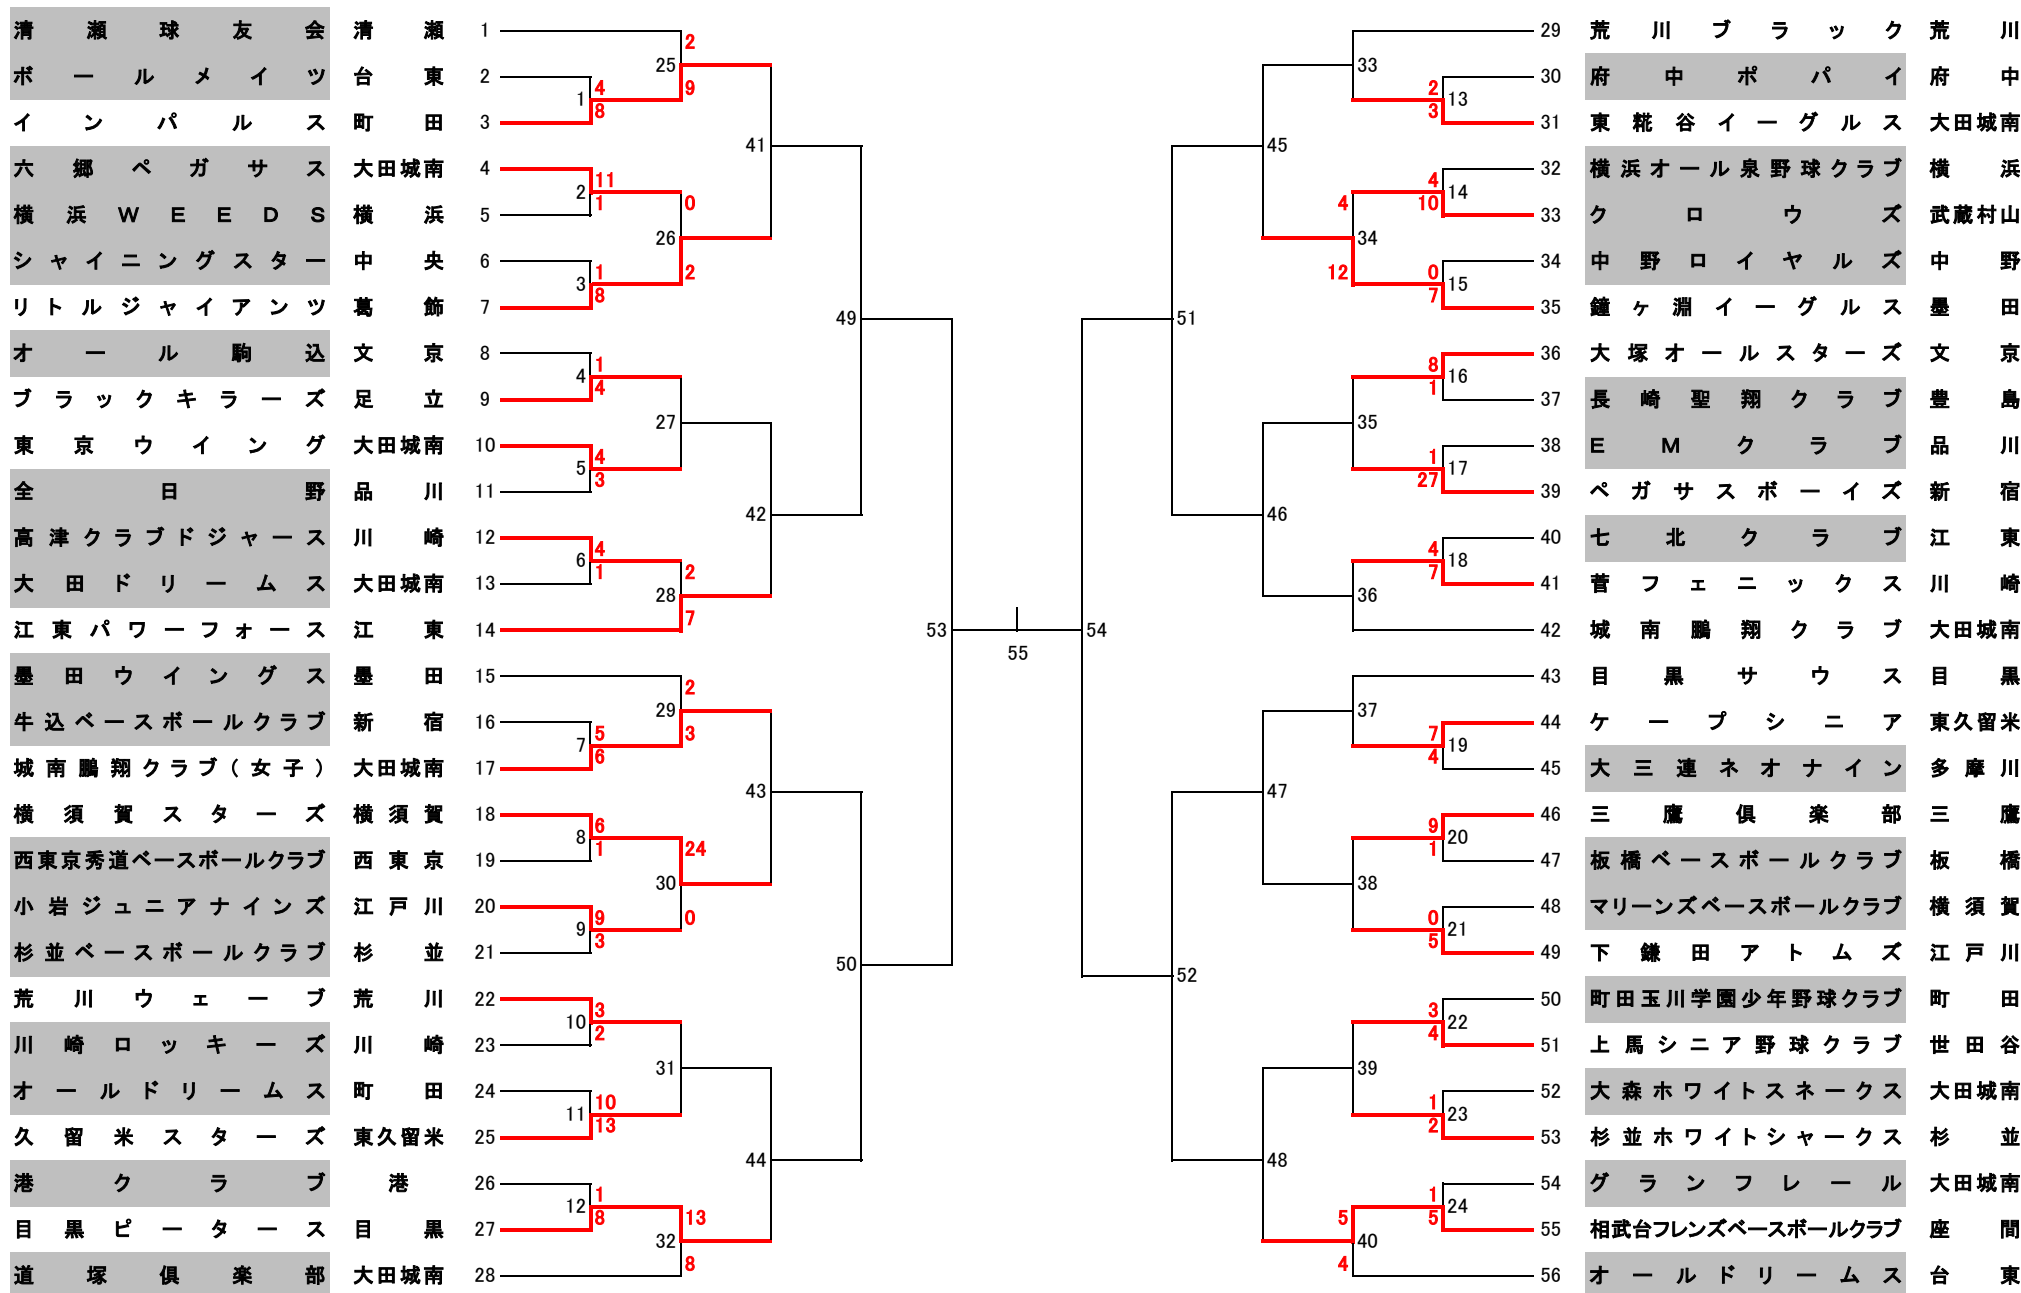 清瀬球友会 清瀬 1
ボールメイツ 台東 2
インパルス 町田 3
六郷ペガサス 大田城南 4
横浜WEEDS 横浜 5
シャイニングスター 中央 6
リトルジャイアンツ 葛飾 7
オール駒込 文京 8
ブラックキラーズ 足立 9
東京ウイング 大田城南 10
全日野 品川 11
高津クラブドジャース 川崎 12
大田ドリームス 大田城南 13
江東パワーフォース 江東 14
墨田ウイングス 墨田 15
牛込ベースボールクラブ 新宿 16
城南鵬翔クラブ(女子) 大田城南 17
横須賀スターズ 横須賀 18
西東京秀道ベースボールクラブ 西東京 19
小岩ジュニアナインズ 江戸川 20
杉並ベースボールクラブ 杉並 21
荒川ウェーブ 荒川 22
川崎ロッキーズ 川崎 23
オールドリームス 町田 24
久留米スターズ 東久留米 25
港クラブ 港 26
目黒ピータース 目黒 27
道塚倶楽部 大田城南 28
1 4 8
2 11 1
3 1 8
4 1 4
5 4 3
6 4 1
7 5 6
8 6 1
9 9 3
10 3 2
11 10 13
12 1 8
25 2 9
26 0 2
27
28 2 7
29 2 3
30 24 0
31
32 13 8
41
42
43
44
49
50
53
55
54
51
52
45
46
47
48
33
34 4 12
35
36
37
38
39
40 5 4
13 2 3
14 4 10
15 0 7
16 8 1
17 1 27
18 4 7
19 7 4
20 9 1
21 0 5
22 3 4
23 1 2
24 1 5
29 荒川ブラック 荒川
30 府中ポパイ 府中
31 東糀谷イーグルス 大田城南
32 横浜オール泉野球クラブ 横浜
33 クロウズ 武蔵村山
34 中野ロイヤルズ 中野
35 鐘ヶ淵イーグルス 墨田
36 大塚オールスターズ 文京
37 長崎聖翔クラブ 豊島
38 EMクラブ 品川
39 ペガサスボーイズ 新宿
40 七北クラブ 江東
41 菅フェニックス 川崎
42 城南鵬翔クラブ 大田城南
43 目黒サウス 目黒
44 ケープシニア 東久留米
45 大三連ネオナイン 多摩川
46 三鷹倶楽部 三鷹
47 板橋ベースボールクラブ 板橋
48 マリーンズベースボールクラブ 横須賀
49 下鎌田アトムズ 江戸川
50 町田玉川学園少年野球クラブ 町田
51 上馬シニア野球クラブ 世田谷
52 大森ホワイトスネークス 大田城南
53 杉並ホワイトシャークス 杉並
54 グランフレール 大田城南
55 相武台フレンズベースボールクラブ 座間
56 オールドリームス 台東